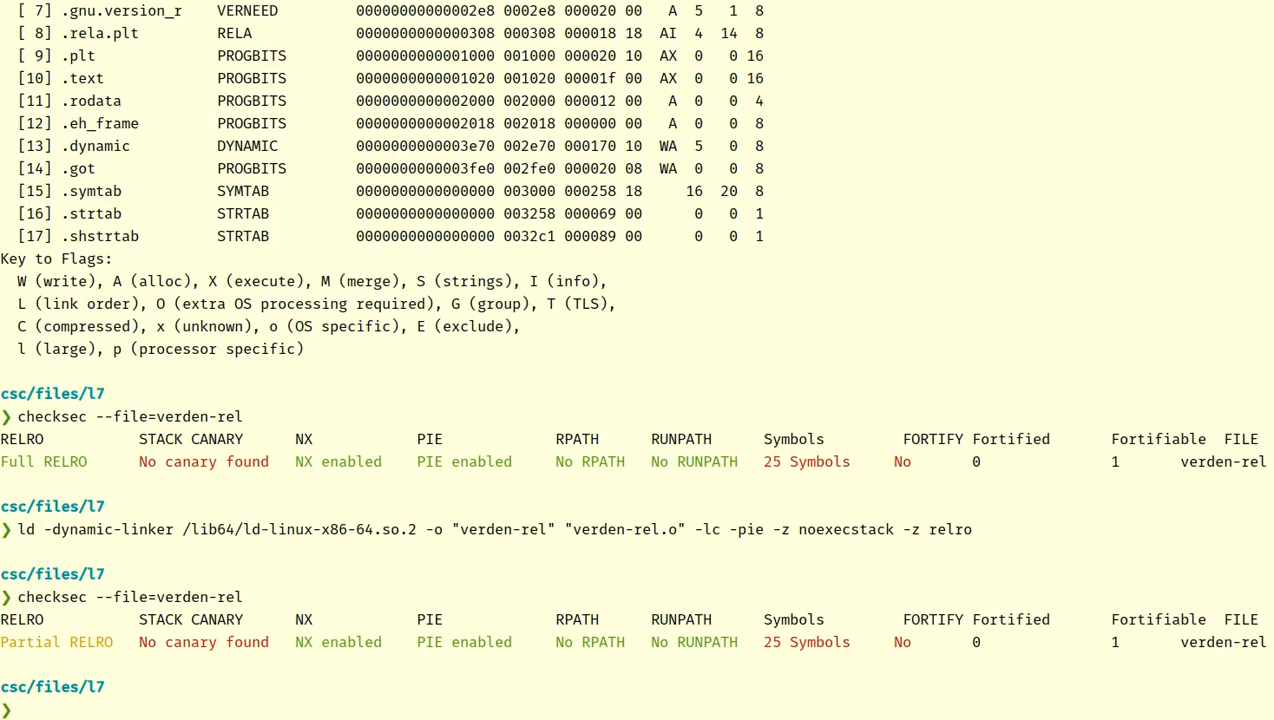 [ 7] .gnu.version_r    VERNEED         00000000000002e8 0002e8 000020 00   A  5   1  8
[ 8] .rela.plt         RELA            0000000000000308 000308 000018 18  AI  4  14  8
[ 9] .plt              PROGBITS        0000000000001000 001000 000020 10  AX  0   0 16
[10] .text             PROGBITS        0000000000001020 001020 00001f 00  AX  0   0 16
[11] .rodata           PROGBITS        0000000000002000 002000 000012 00   A  0   0  4
[12] .eh_frame         PROGBITS        0000000000002018 002018 000000 00   A  0   0  8
[13] .dynamic          DYNAMIC         0000000000003e70 002e70 000170 10  WA  5   0  8
[14] .got              PROGBITS        0000000000003fe0 002fe0 000020 08  WA  0   0  8
[15] .symtab           SYMTAB          0000000000000000 003000 000258 18     16  20  8
[16] .strtab           STRTAB          0000000000000000 003258 000069 00      0   0  1
[17] .shstrtab         STRTAB          0000000000000000 0032c1 000089 00      0   0  1
Key to Flags:
W (write), A (alloc), X (execute), M (merge), S (strings), I (info),
L (link order), O (extra OS processing required), G (group), T (TLS),
C (compressed), x (unknown), o (OS specific), E (exclude),
l (large), p (processor specific)
csc/files/l7
❯ checksec --file=verden-rel
RELRO           STACK CANARY      NX            PIE             RPATH      RUNPATH      Symbols         FORTIFY Fortified       Fortifiable  FILE
Full RELRO      No canary found   NX enabled    PIE enabled     No RPATH   No RUNPATH   25 Symbols     No       0               1       verden-rel
csc/files/l7
❯ ld -dynamic-linker /lib64/ld-linux-x86-64.so.2 -o "verden-rel" "verden-rel.o" -lc -pie -z noexecstack -z relro
csc/files/l7
❯ checksec --file=verden-rel
RELRO           STACK CANARY      NX            PIE             RPATH      RUNPATH      Symbols         FORTIFY Fortified       Fortifiable  FILE
Partial RELRO   No canary found   NX enabled    PIE enabled     No RPATH   No RUNPATH   25 Symbols     No       0               1       verden-rel
csc/files/l7
❯